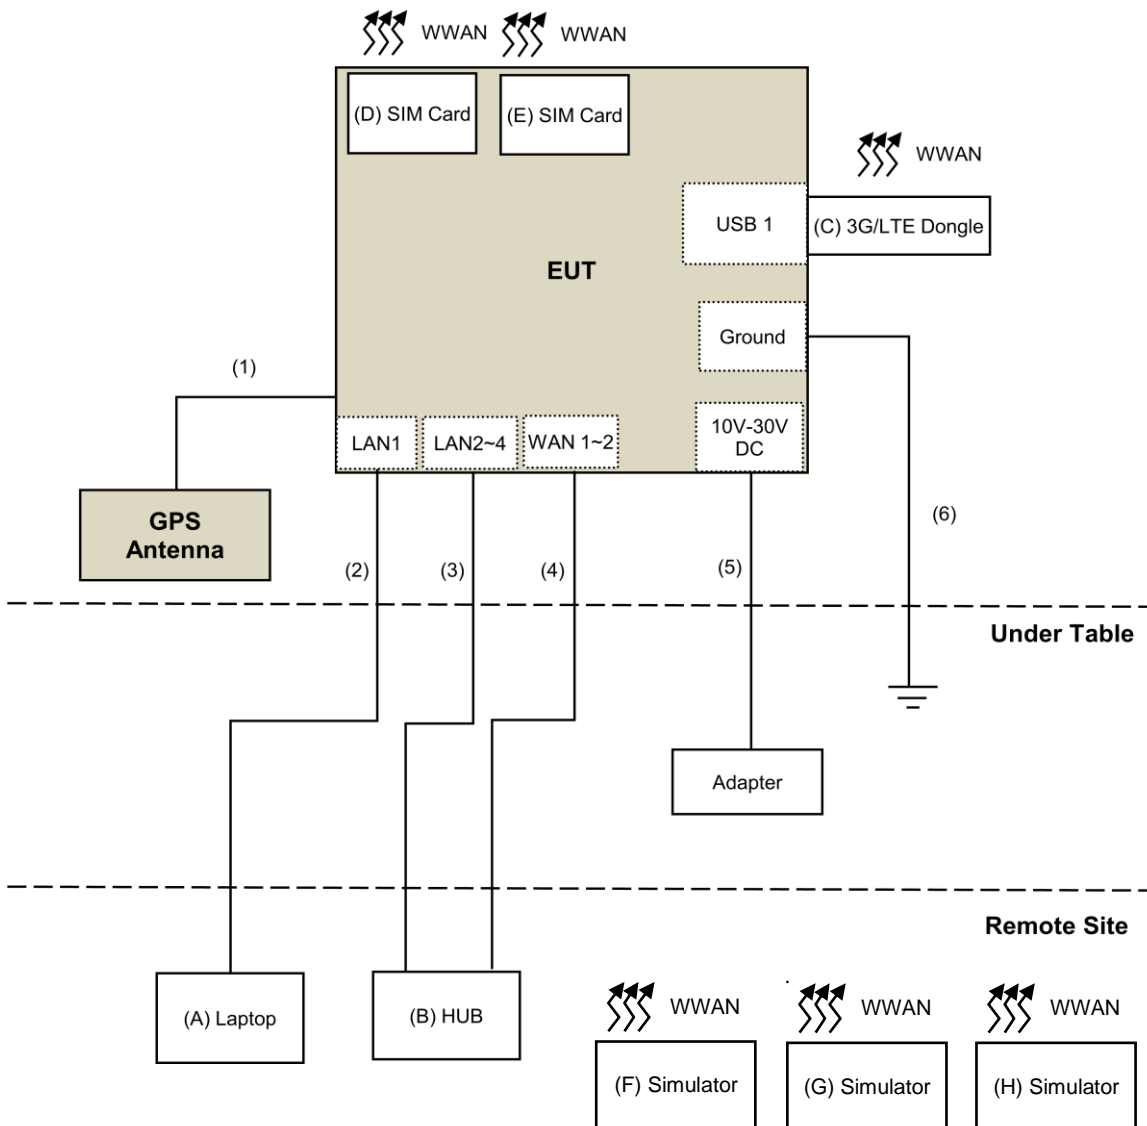 WWAN
WWAN
(D) SIM Card
(E) SIM Card
WWAN
USB 1
(C) 3G/LTE Dongle
EUT
Ground
(1)
LAN1
LAN2~4
WAN 1~2
10V-30V
DC
GPS
Antenna
(2)
(3)
(4)
(5)
(6)
Under Table
Adapter
Remote Site
(A) Laptop
(B) HUB
WWAN
WWAN
WWAN
(F) Simulator
(G) Simulator
(H) Simulator